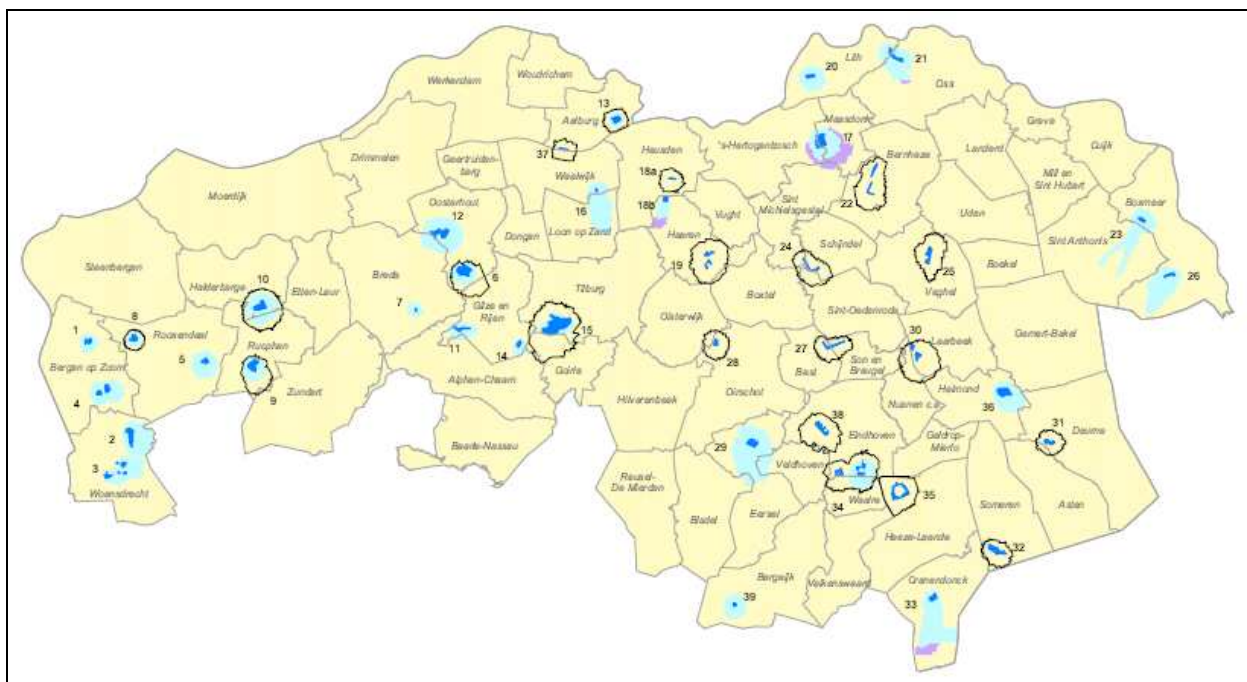 Lith
20
21
Oss
Werkendam
Woudrichem
13
Aalburg
Maasdonk
17
Grave
37
Heusden
's-Hertogenbosch
Bernheze
Landerd
Cuijk
Drimmelen
Geertruiden-
berg
Waalwijk
18a
22
Mill en
Sint Hubert
Moerdijk
Oosterhout
16
18b
Sint
Michielsgestel
Uden
Boxmeer
12
Dongen
Loon op Zand
Vught
Haaren
24
Schijndel
23
Sint Anthonis
Steenbergen
Breda
6
19
25
Boekel
26
Halderberge
10
Etten-Leur
7
Gilze en
Rijen
Tilburg
Boxtel
Veghel
8
Oisterwijk
Sint-Oedenrode
1
Roosendaal
Rucphen
11
15
30
Laarbeek
Gemert-Bakel
Bergen op Zoom
5
14
28
27
Goirle
Best
Son en
Breugel
4
9
Zundert
Alphen-Chaam
Oirschot
Helmond
Hilvarenbeek
Nuenen c.a.
36
2
38
31
Deurne
Baarle-Nassau
29
Eindhoven
Geldrop-
Mierlo
3
Veldhoven
Woensdrecht
Reusel-
De Mierden
35
34
Waalre
Someren
Asten
Bladel
Eersel
Heeze-Leende
32
Bergeijk
Valkenswaard
Cranendonck
39
33